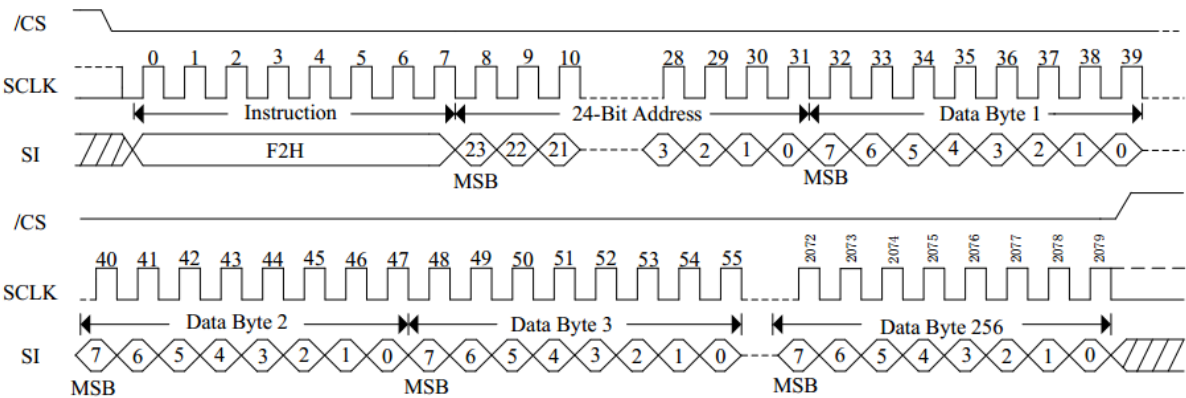 /CS
0 1 2 3 4 5 6 7 8 9 10 28 29 30 31 32 33 34 35 36 37 38 39
SCLK
Instruction 24-Bit Address Data Byte 1
SI F2H 23 22 21 3 2 1 0 7 6 5 4 3 2 1 0
MSB MSB
/CS
40 41 42 43 44 45 46 47 48 49 50 51 52 53 54 55 2072 2073 2074 2075 2076 2077 2078 2079
SCLK
Data Byte 2 Data Byte 3 Data Byte 256
SI 7 6 5 4 3 2 1 0 7 6 5 4 3 2 1 0 7 6 5 4 3 2 1 0
MSB MSB MSB